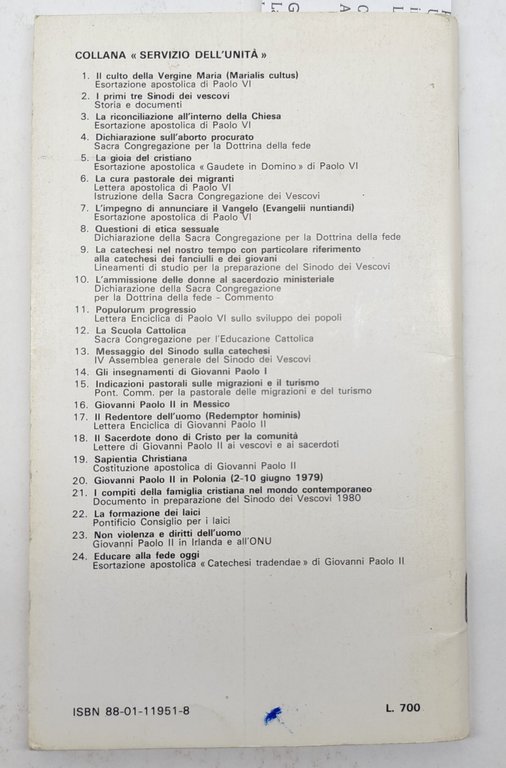 COLLANA « SERVIZIO DELL'UNITÀ »
1. Il culto della Vergine Maria (Marialis cultus)
Esortazione apostolica di Paolo VI
2. I primi tre Sinodi dei vescovi
Storia e documenti
3. La riconciliazione all'interno della Chiesa
Esortazione apostolica di Paolo VI
4. Dichiarazione sull'aborto procurato
Sacra Congregazione per la Dottrina della fede
5. La gioia del cristiano
Esortazione apostolica « Gaudete in Domino » di Paolo VI
6. La cura pastorale dei migranti
Lettera apostolica di Paolo VI
Istruzione della Sacra Congregazione dei Vescovi
7. L'impegno di annunciare il Vangelo (Evangelii nuntiandi)
Esortazione apostolica di Paolo VI
8. Questioni di etica sessuale
Dichiarazione della Sacra Congregazione per la Dottrina della fede
9. La catechesi nel nostro tempo con particolare riferimento
alla catechesi dei fanciulli e dei giovani
Lineamenti di studio per la preparazione del Sinodo dei Vescovi
10. L'ammissione delle donne al sacerdozio ministeriale
Dichiarazione della Sacra Congregazione
per la Dottrina della fede - Commento
11. Populorum progressio
Lettera Enciclica di Paolo VI sullo sviluppo dei popoli
12. La Scuola Cattolica
Sacra Congregazione per l'Educazione Cattolica
13. Messaggio del Sinodo sulla catechesi
IV Assemblea generale del Sinodo dei Vescovi
14. Gli insegnamenti di Giovanni Paolo I
15. Indicazioni pastorali sulle migrazioni e il turismo
Pont. Comm. per la pastorale delle migrazioni e del turismo
16. Giovanni Paolo II in Messico
17. Il Redentore dell'uomo (Redemptor hominis)
Lettera Enciclica di Giovanni Paolo II
18. Il Sacerdote dono di Cristo per la comunità
Lettere di Giovanni Paolo II ai vescovi e ai sacerdoti
19. Sapientia Christiana
Costituzione apostolica di Giovanni Paolo II
20. Giovanni Paolo II in Polonia (2-10 giugno 1979)
21. I compiti della famiglia cristiana nel mondo contemporaneo
Documento in preparazione del Sinodo dei Vescovi 1980
22. La formazione dei laici
Pontificio Consiglio per i laici
23. Non violenza e diritti dell'uomo
Giovanni Paolo II in Irlanda e all'ONU
24. Educare alla fede oggi
Esortazione apostolica « Catechesi tradendae » di Giovanni Paolo II
ISBN 88-01-11951-8
L. 700